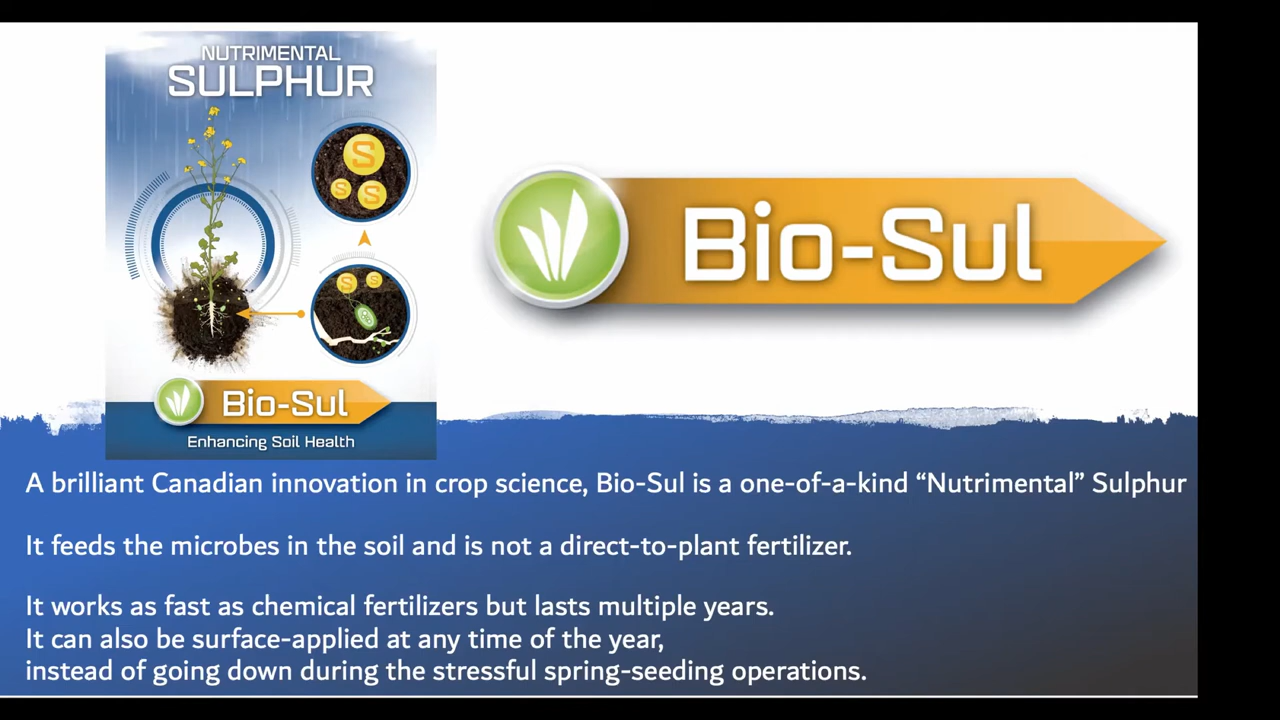 NUTRIMENTAL
SULPHUR
S
S S
S S
Bio-Sul
Enhancing Soil Health
Bio-Sul
A brilliant Canadian innovation in crop science, Bio-Sul is a one-of-a-kind “Nutrimental” Sulphur
It feeds the microbes in the soil and is not a direct-to-plant fertilizer.
It works as fast as chemical fertilizers but lasts multiple years.
It can also be surface-applied at any time of the year,
instead of going down during the stressful spring-seeding operations.